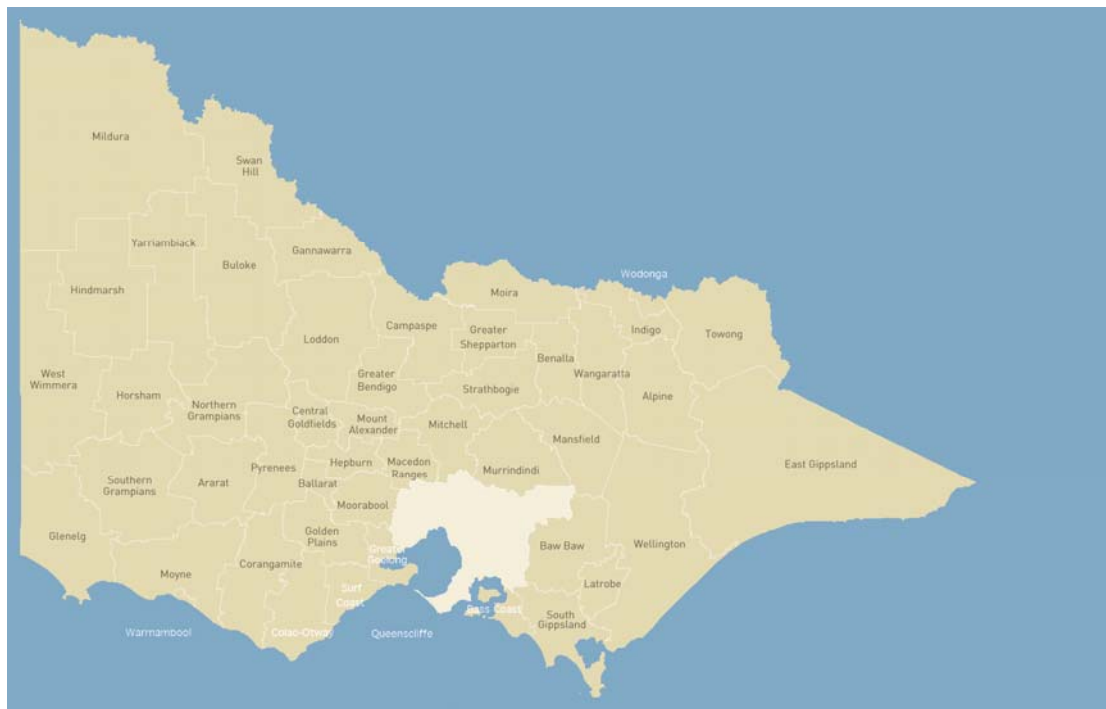 Mildura
Swan
Hill
Yarriambiack
Gannawarra
Buloke
Wodonga
Hindmarsh
Moira
Campaspe
Greater
Shepparton
Indigo
Towong
Loddon
Benalla
West
Wimmera
Greater
Bendigo
Wangaratta
Strathbogie
Horsham
Alpine
Northern
Grampians
Central
Goldfields
Mount
Alexander
Mitchell
Mansfield
Pyrenees
Hepburn
Macedon
Ranges
Murrindindi
East Gippsland
Southern
Grampians
Ararat
Ballarat
Moorabool
Glenelg
Golden
Plains
Greater
Geelong
Baw Baw
Wellington
Moyne
Corangamite
Surf
Coast
Latrobe
Bass Coast
South
Gippsland
Warrnambool
Colac-Otway
Queenscliffe